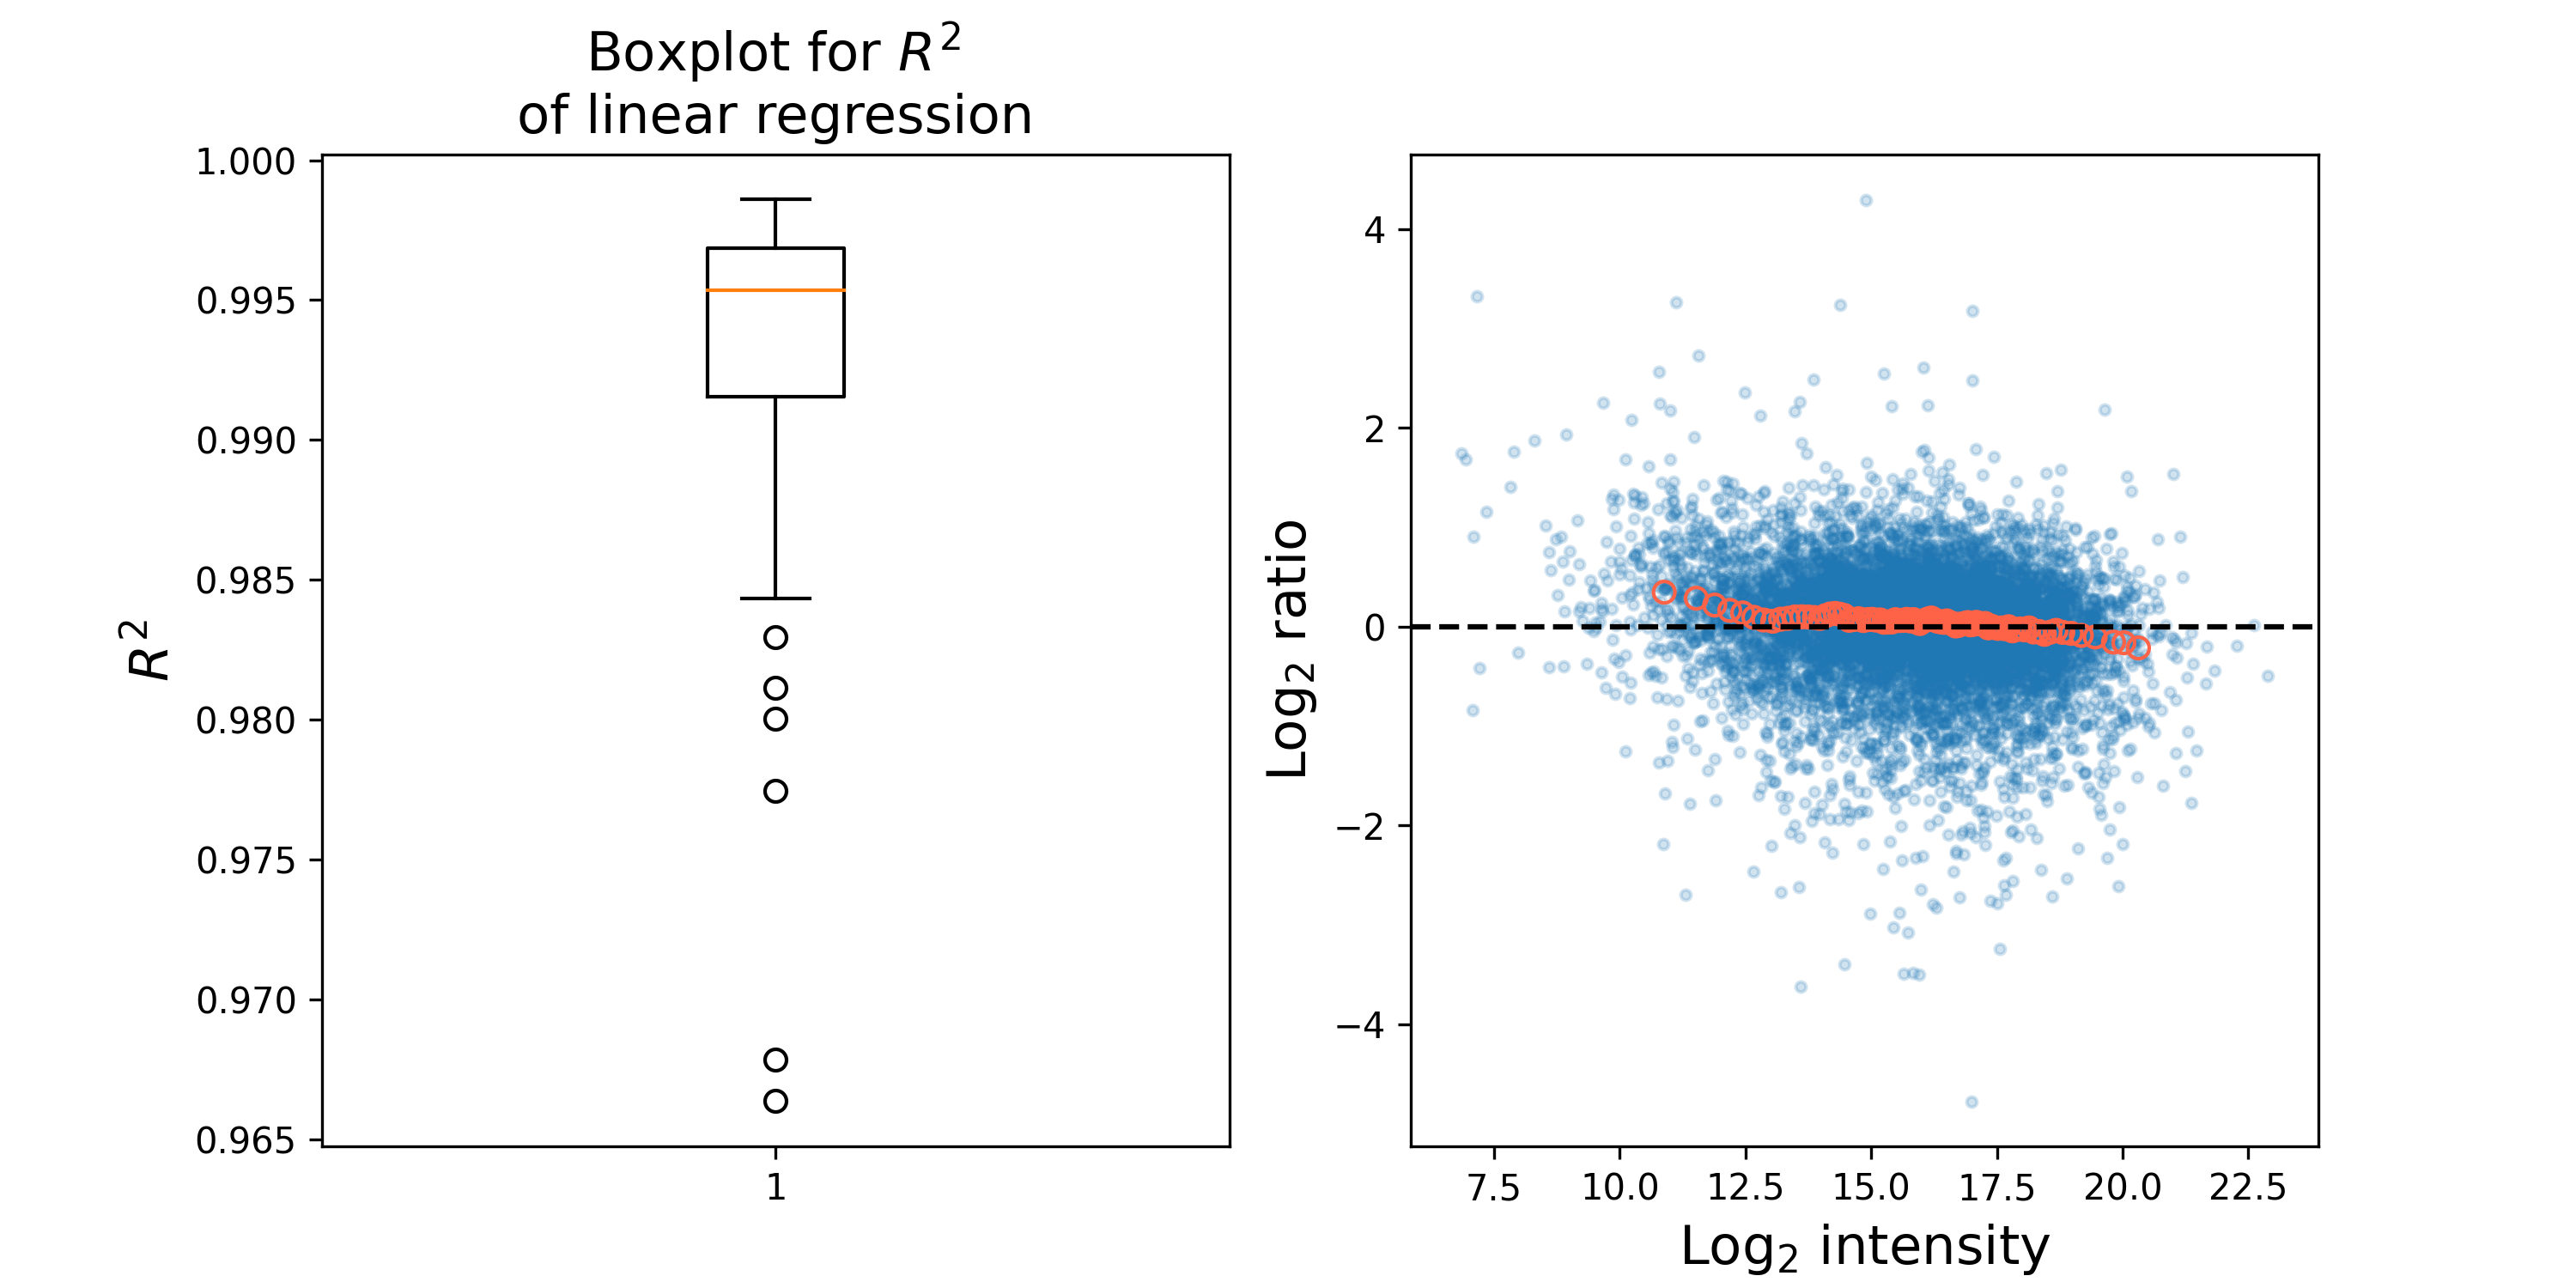 Boxplot for R²
of linear regression
R²
1.000
0.995
0.990
0.985
0.980
0.975
0.970
0.965
1
Log₂ ratio
4
2
0
−2
−4
7.5 10.0 12.5 15.0 17.5 20.0 22.5
Log₂ intensity